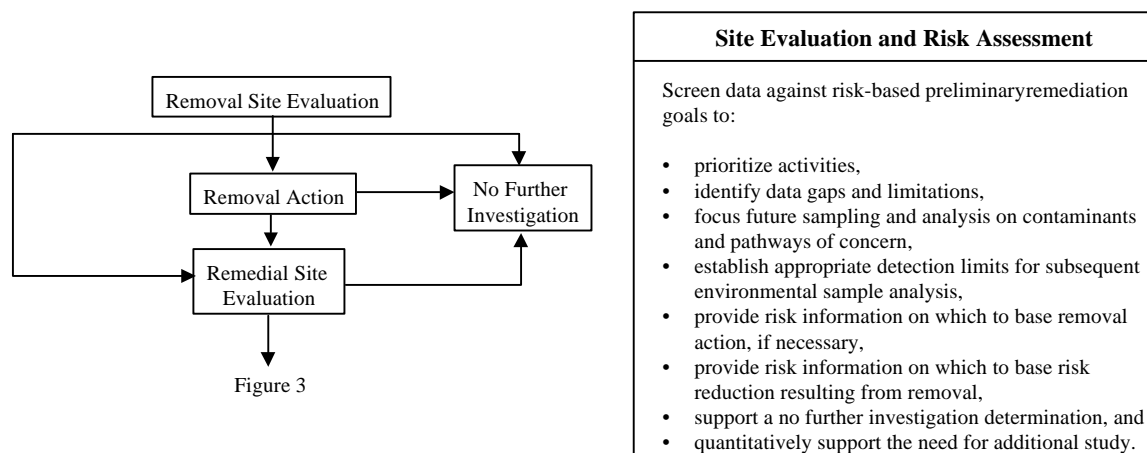 Removal Site Evaluation
Removal Action
No Further
Investigation
Remedial Site
Evaluation
Figure 3
Site Evaluation and Risk Assessment
Screen data against risk-based preliminaryremediation
goals to:
• prioritize activities,
• identify data gaps and limitations,
• focus future sampling and analysis on contaminants
and pathways of concern,
• establish appropriate detection limits for subsequent
environmental sample analysis,
• provide risk information on which to base removal
action, if necessary,
• provide risk information on which to base risk
reduction resulting from removal,
• support a no further investigation determination, and
• quantitatively support the need for additional study.